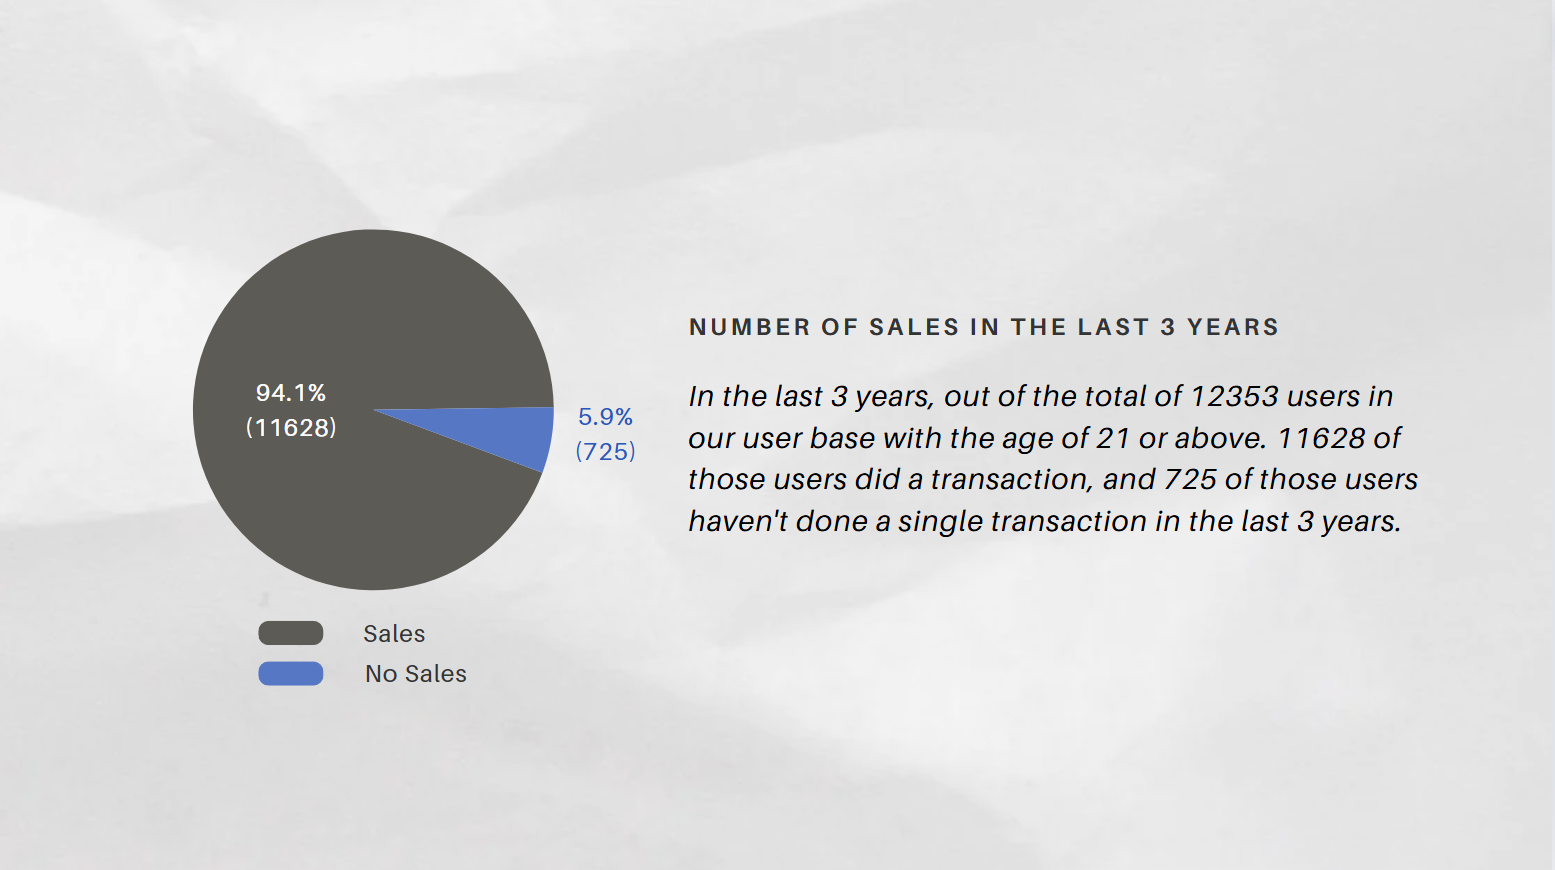 94.1%
(11628)
5.9%
(725)
Sales
No Sales
NUMBER OF SALES IN THE LAST 3 YEARS
In the last 3 years, out of the total of 12353 users in
our user base with the age of 21 or above. 11628 of
those users did a transaction, and 725 of those users
haven't done a single transaction in the last 3 years.